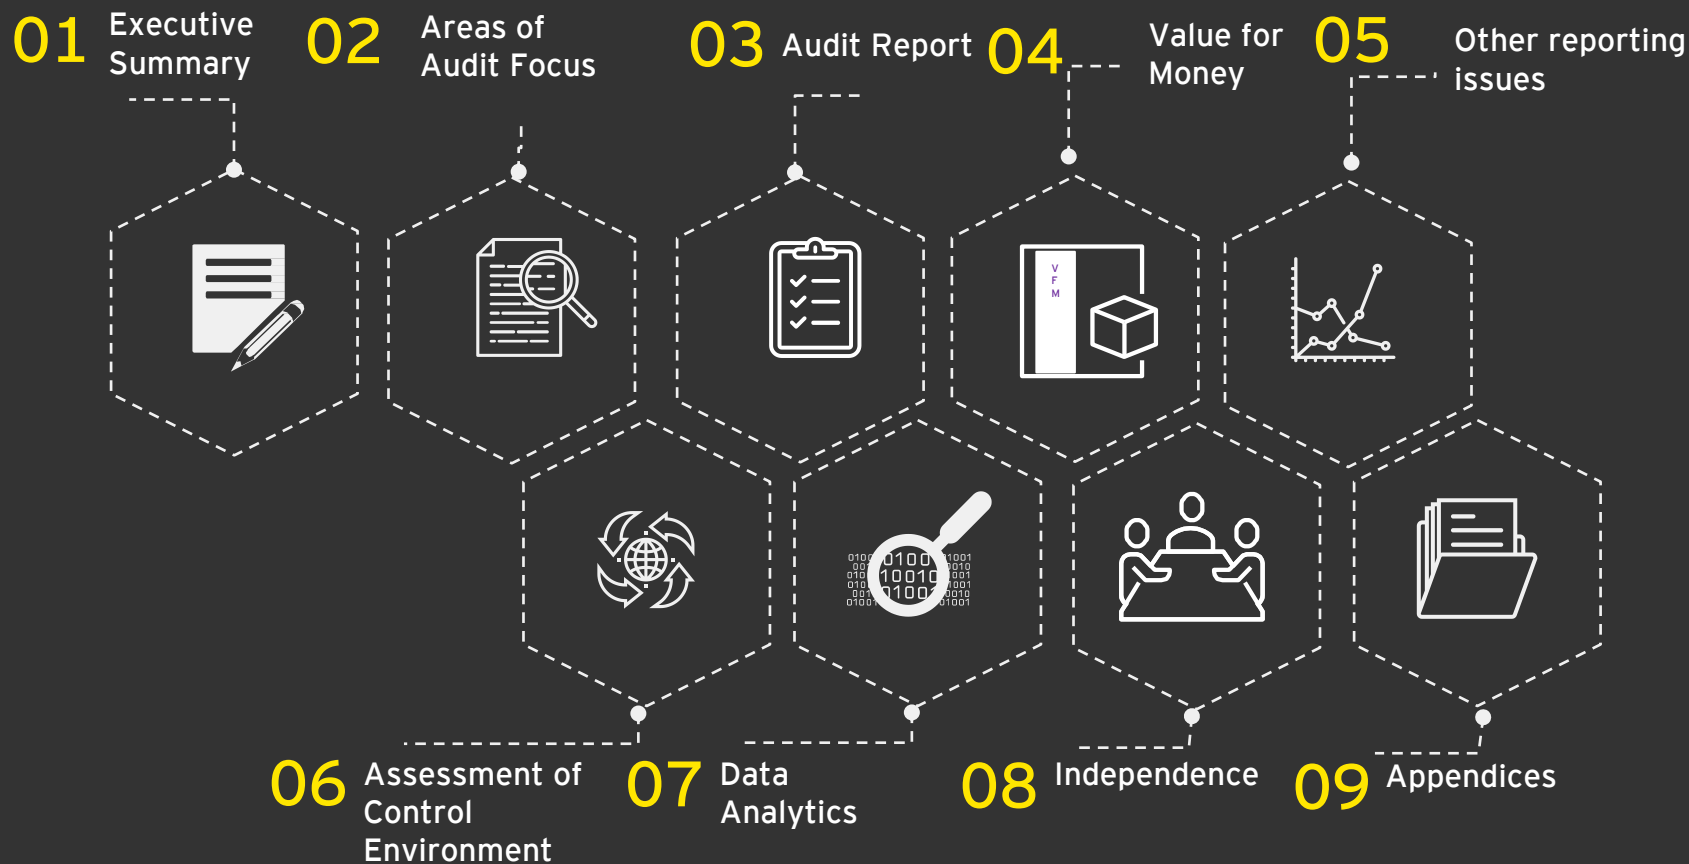 01 Executive
Summary
02 Areas of
Audit Focus
03 Audit Report
04 Value for
Money
05 Other reporting
issues
V
F
M
06 Assessment of
Control
Environment
07 Data
Analytics
08 Independence
09 Appendices